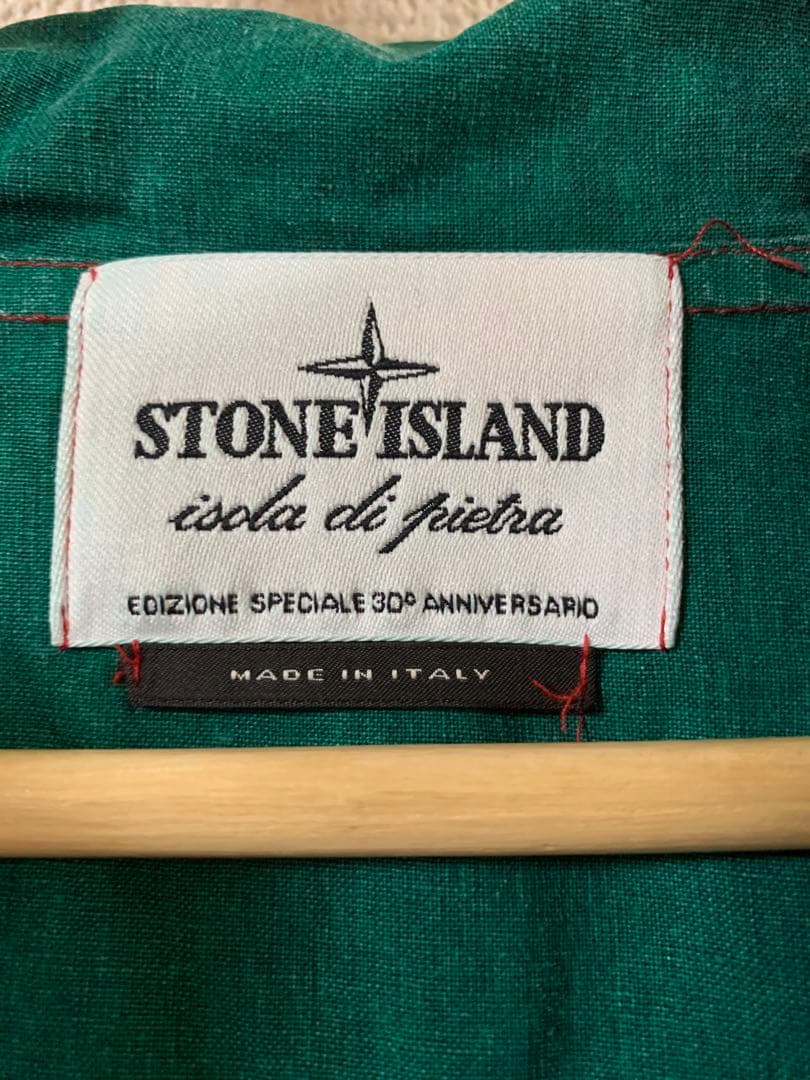 STONE ISLAND
isola di pietra
EDIZIONE SPECIALE 30° ANNIVERSARIO
MADE IN ITALY